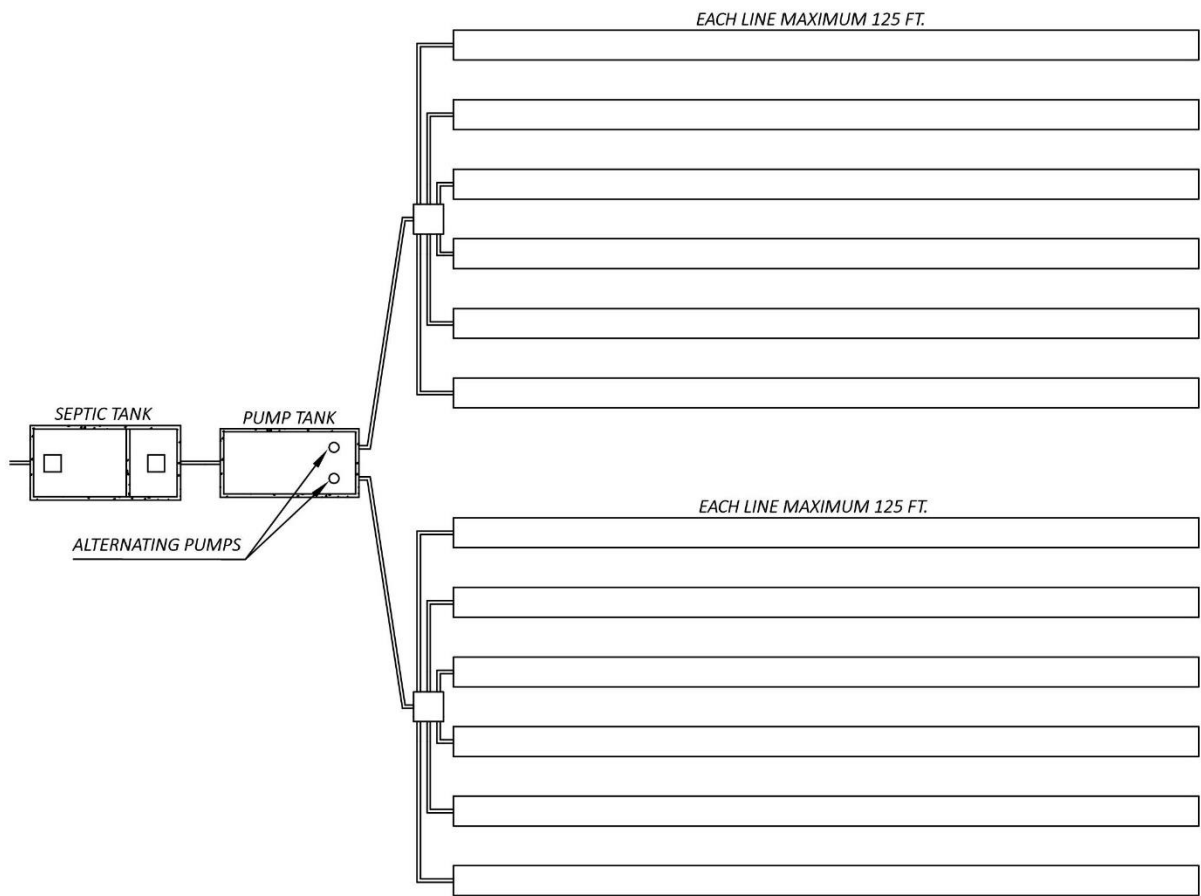 EACH LINE MAXIMUM 125 FT.
SEPTIC TANK
PUMP TANK
ALTERNATING PUMPS
EACH LINE MAXIMUM 125 FT.